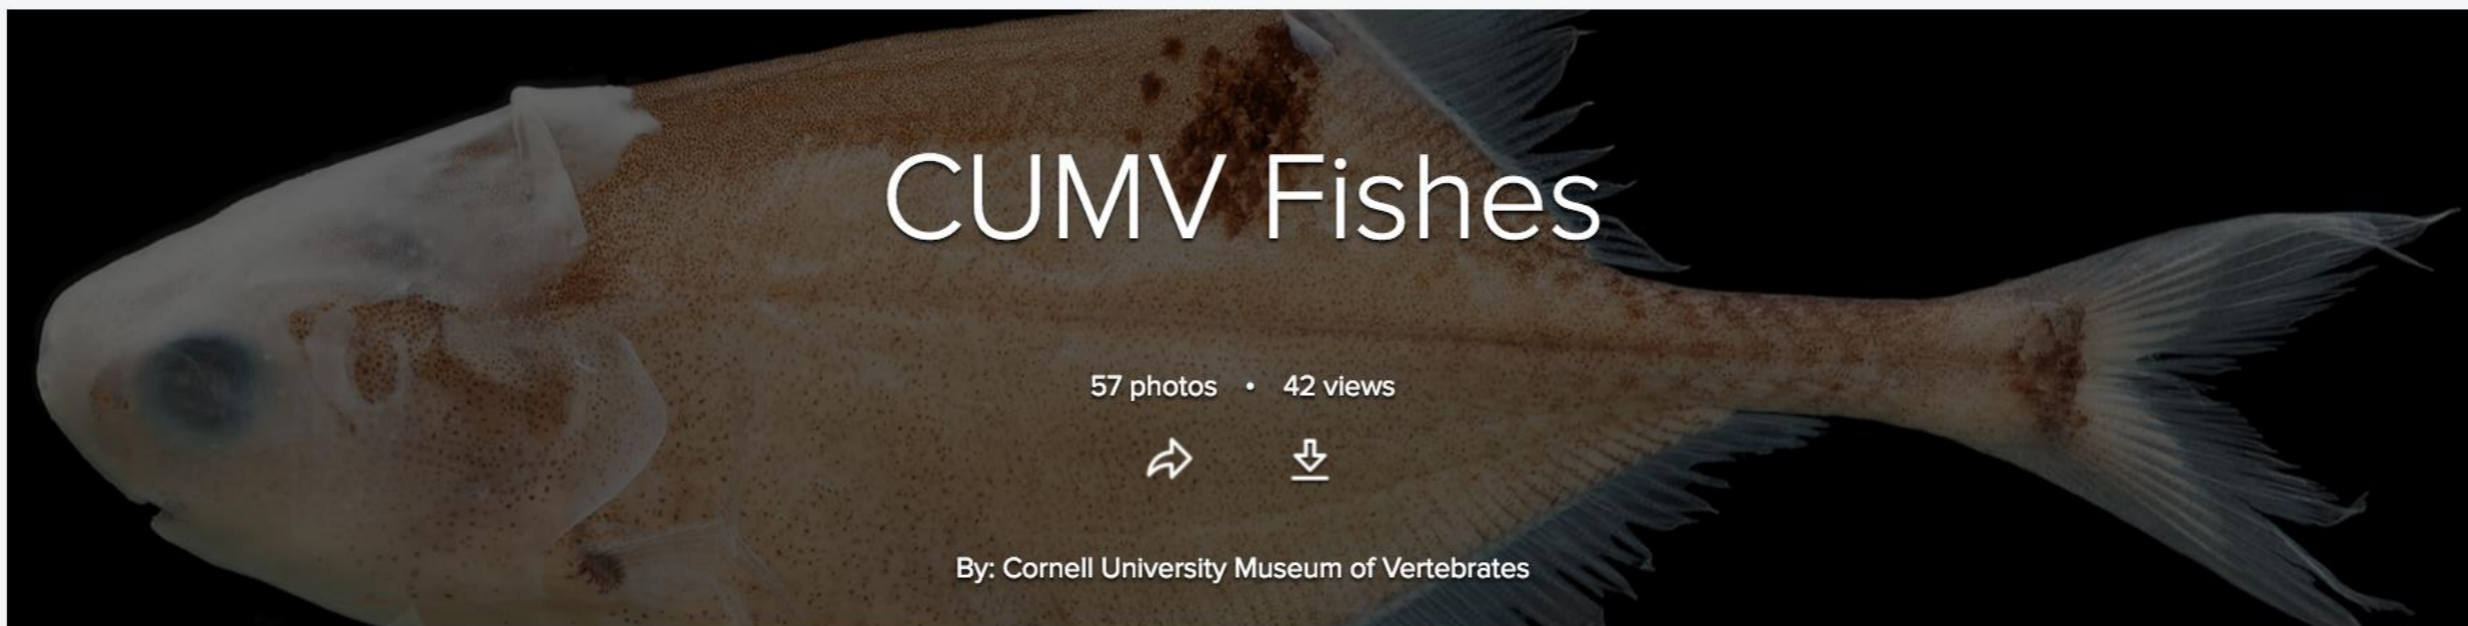 CUMV Fishes
57 photos • 42 views
By: Cornell University Museum of Vertebrates